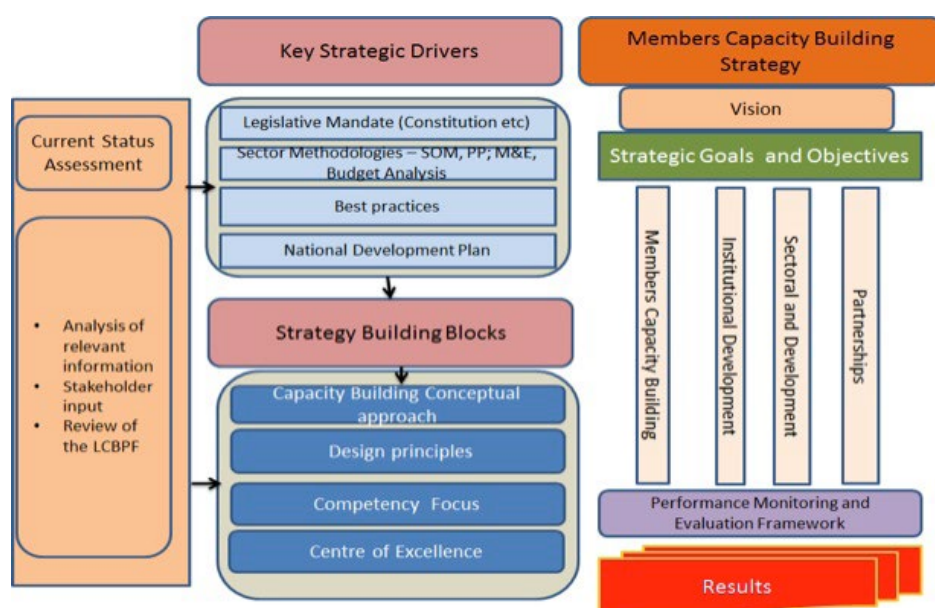 Current Status
Assessment
• Analysis of
relevant
information
• Stakeholder
input
• Review of
the LCBPF
Key Strategic Drivers
Legislative Mandate (Constitution etc)
Sector Methodologies – SOM, PP; M&E,
Budget Analysis
Best practices
National Development Plan
Strategy Building Blocks
Capacity Building Conceptual
approach
Design principles
Competency Focus
Centre of Excellence
Members Capacity Building
Strategy
Vision
Strategic Goals and Objectives
Members Capacity Building
Institutional Development
Sectoral and Development
Partnerships
Performance Monitoring and
Evaluation Framework
Results